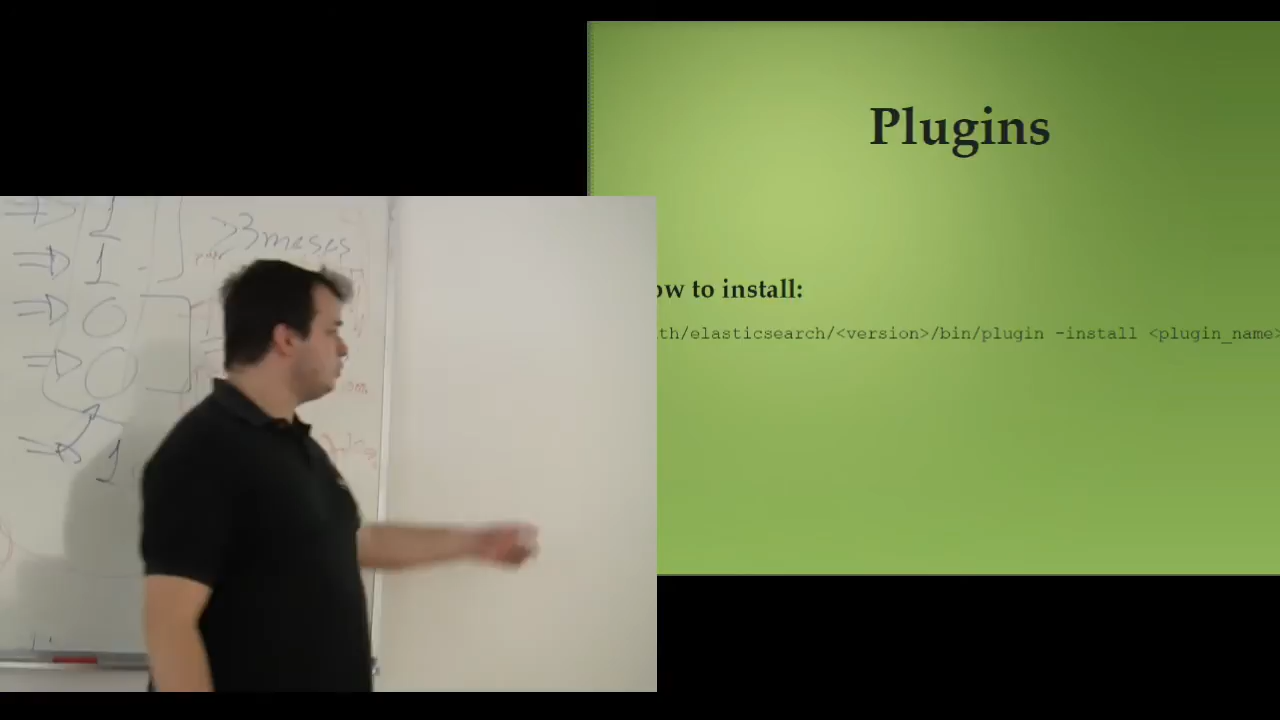 Plugins
ow to install:
th/elasticsearch/<version>/bin/plugin -install <plugin_name>
>3meses
1
1
0
0
1